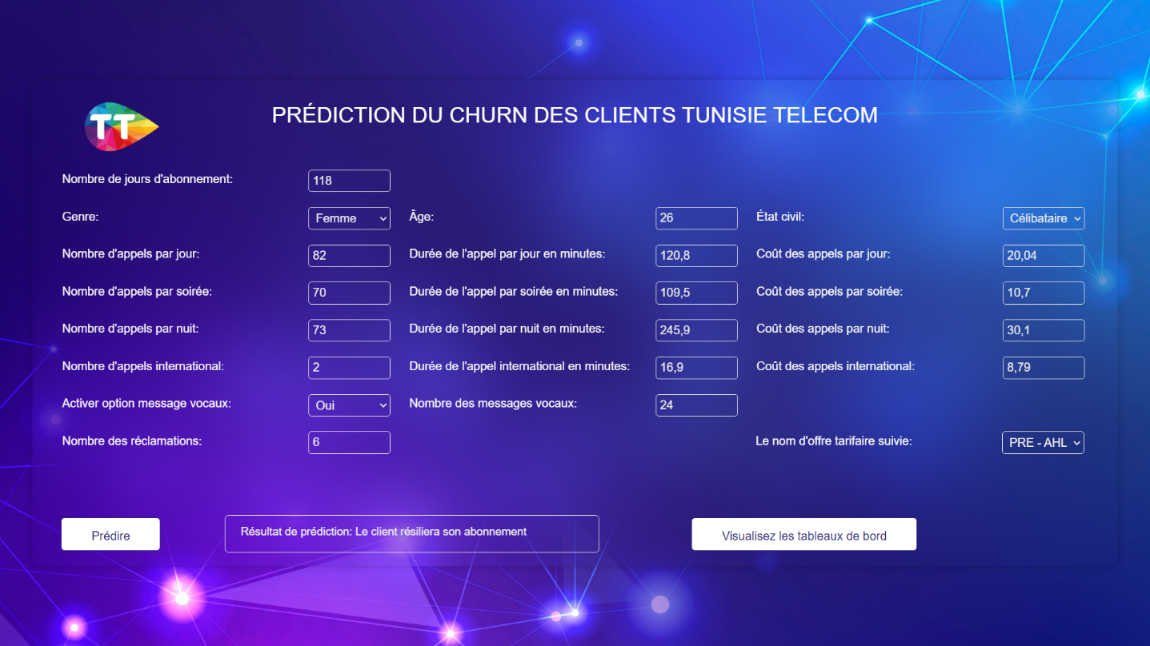 TT
PRÉDICTION DU CHURN DES CLIENTS TUNISIE TELECOM
Nombre de jours d'abonnement: 118
Genre: Femme Âge: 26 État civil: Célibataire
Nombre d'appels par jour: 82 Durée de l'appel par jour en minutes: 120,8 Coût des appels par jour: 20,04
Nombre d'appels par soirée: 70 Durée de l'appel par soirée en minutes: 109,5 Coût des appels par soirée: 10,7
Nombre d'appels par nuit: 73 Durée de l'appel par nuit en minutes: 245,9 Coût des appels par nuit: 30,1
Nombre d'appels international: 2 Durée de l'appel international en minutes: 16,9 Coût des appels international: 8,79
Activer option message vocaux: Oui Nombre des messages vocaux: 24
Nombre des réclamations: 6 Le nom d'offre tarifaire suivie: PRE - AHL
Prédire Résultat de prédiction: Le client résiliera son abonnement Visualisez les tableaux de bord